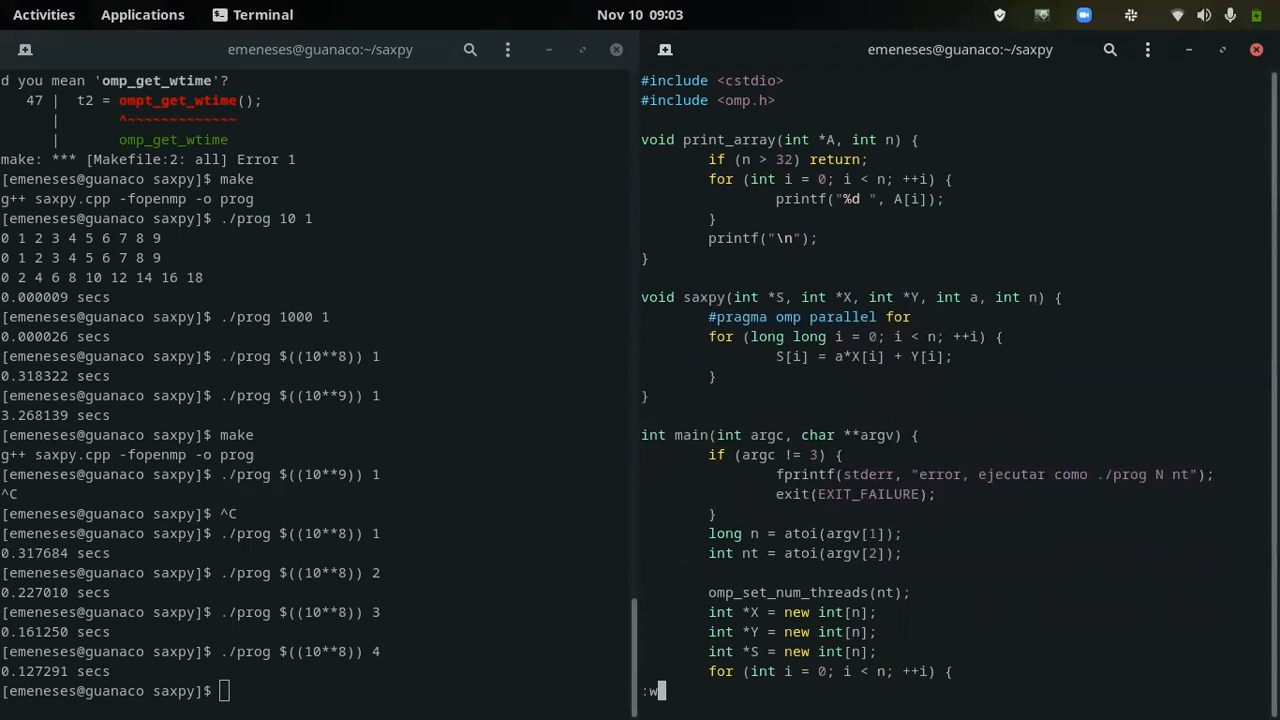 Activities Applications Terminal Nov 10 09:03
emeneses@guanaco:~/saxpy
d you mean 'omp_get_wtime'?
   47 |  t2 = ompt_get_wtime();
      |       ^~~~~~~~~~~~~~
      |       omp_get_wtime
make: *** [Makefile:2: all] Error 1
[emeneses@guanaco saxpy]$ make
g++ saxpy.cpp -fopenmp -o prog
[emeneses@guanaco saxpy]$ ./prog 10 1
0 1 2 3 4 5 6 7 8 9
0 1 2 3 4 5 6 7 8 9
0 2 4 6 8 10 12 14 16 18
0.000009 secs
[emeneses@guanaco saxpy]$ ./prog 1000 1
0.000026 secs
[emeneses@guanaco saxpy]$ ./prog $((10**8)) 1
0.318322 secs
[emeneses@guanaco saxpy]$ ./prog $((10**9)) 1
3.268139 secs
[emeneses@guanaco saxpy]$ make
g++ saxpy.cpp -fopenmp -o prog
[emeneses@guanaco saxpy]$ ./prog $((10**9)) 1
^C
[emeneses@guanaco saxpy]$ ^C
[emeneses@guanaco saxpy]$ ./prog $((10**8)) 1
0.317684 secs
[emeneses@guanaco saxpy]$ ./prog $((10**8)) 2
0.227010 secs
[emeneses@guanaco saxpy]$ ./prog $((10**8)) 3
0.161250 secs
[emeneses@guanaco saxpy]$ ./prog $((10**8)) 4
0.127291 secs
[emeneses@guanaco saxpy]$
emeneses@guanaco:~/saxpy
#include <cstdio>
#include <omp.h>
void print_array(int *A, int n) {
        if (n > 32) return;
        for (int i = 0; i < n; ++i) {
                printf("%d ", A[i]);
        }
        printf("\n");
}
void saxpy(int *S, int *X, int *Y, int a, int n) {
        #pragma omp parallel for
        for (long long i = 0; i < n; ++i) {
                S[i] = a*X[i] + Y[i];
        }
}
int main(int argc, char **argv) {
        if (argc != 3) {
                fprintf(stderr, "error, ejecutar como ./prog N nt");
                exit(EXIT_FAILURE);
        }
        long n = atoi(argv[1]);
        int nt = atoi(argv[2]);
        omp_set_num_threads(nt);
        int *X = new int[n];
        int *Y = new int[n];
        int *S = new int[n];
        for (int i = 0; i < n; ++i) {
:w